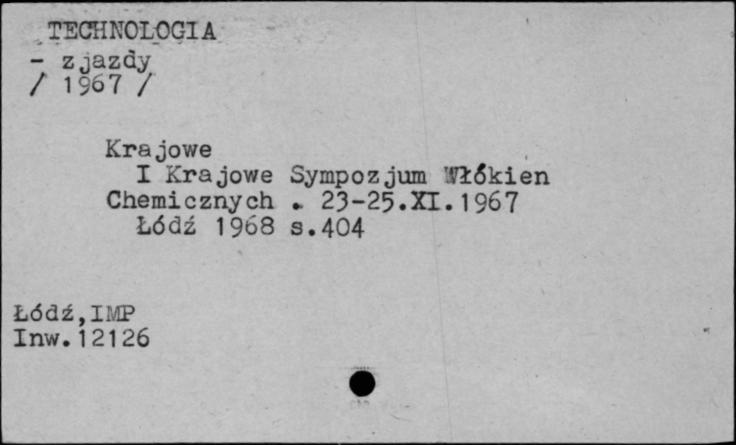 TECHNOLOGIA
- zjazdy
/ 1967 /
Krajowe
I Krajowe Sympozjum Włókien
Chemicznych . 23-25.XI.1967
Łódź 1968 s.404
Łódź,IMP
Inw.12126